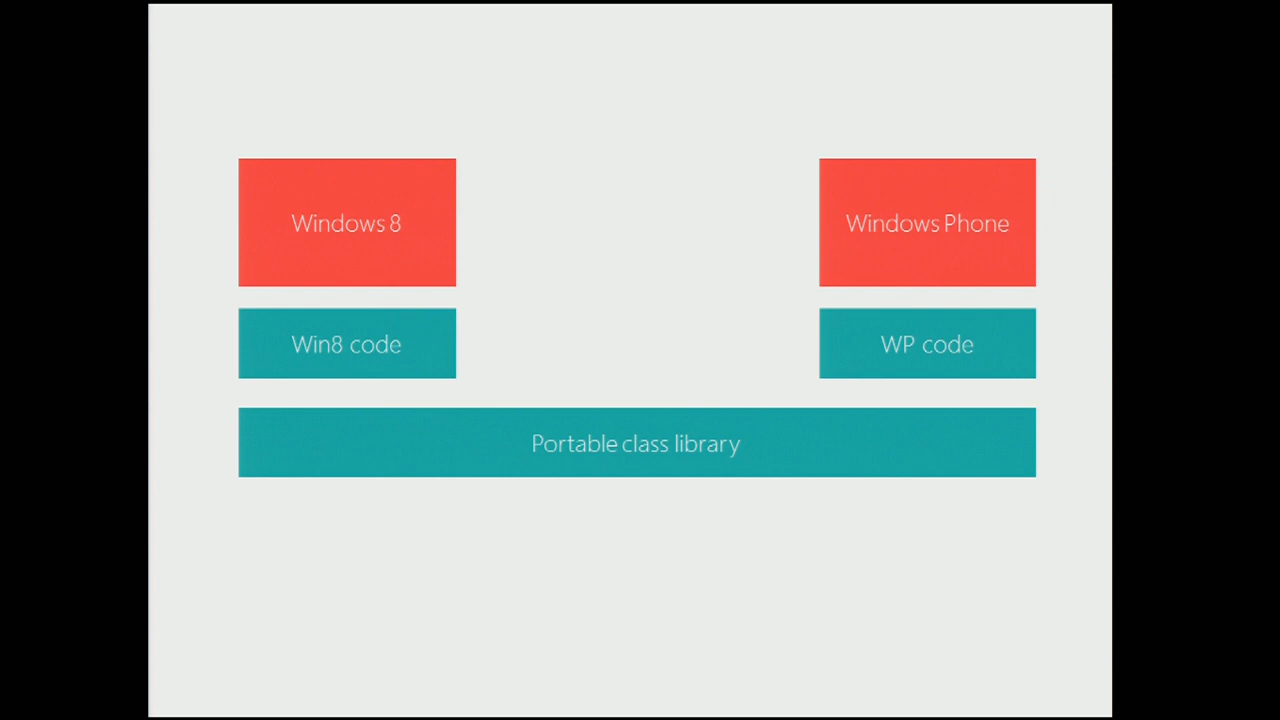 Windows 8
Windows Phone
Win8 code
WP code
Portable class library